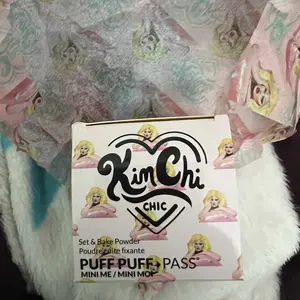 KimChi
CHIC
Set & Bake Powder
Poudre cuite fixante
PUFF PUFF PASS
MINI ME / MINI MOI